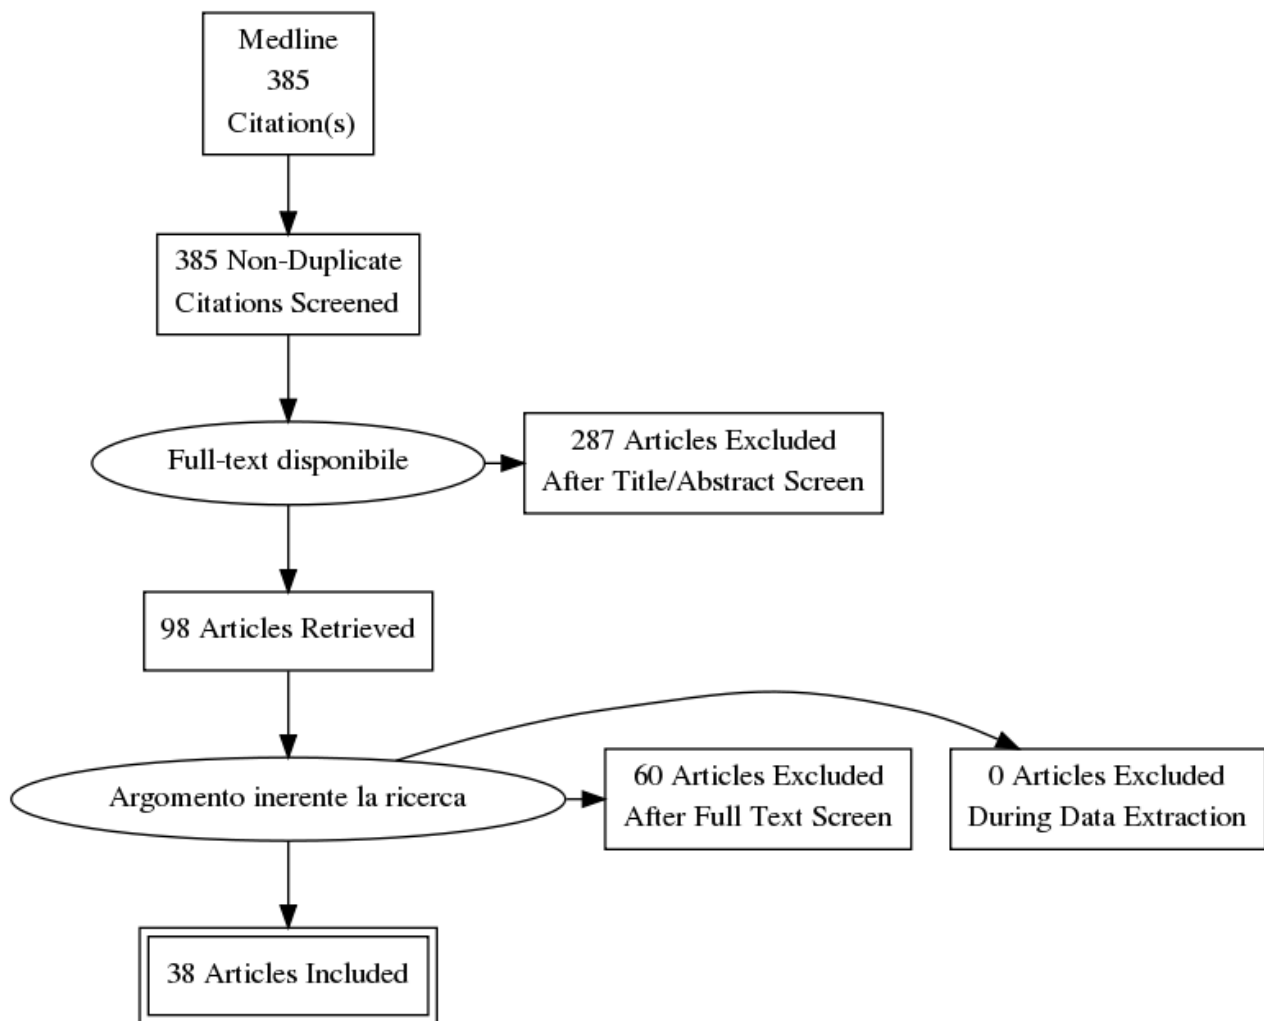 Medline
385
Citation(s)
385 Non-Duplicate
Citations Screened
Full-text disponibile
287 Articles Excluded
After Title/Abstract Screen
98 Articles Retrieved
Argomento inerente la ricerca
60 Articles Excluded
After Full Text Screen
0 Articles Excluded
During Data Extraction
38 Articles Included